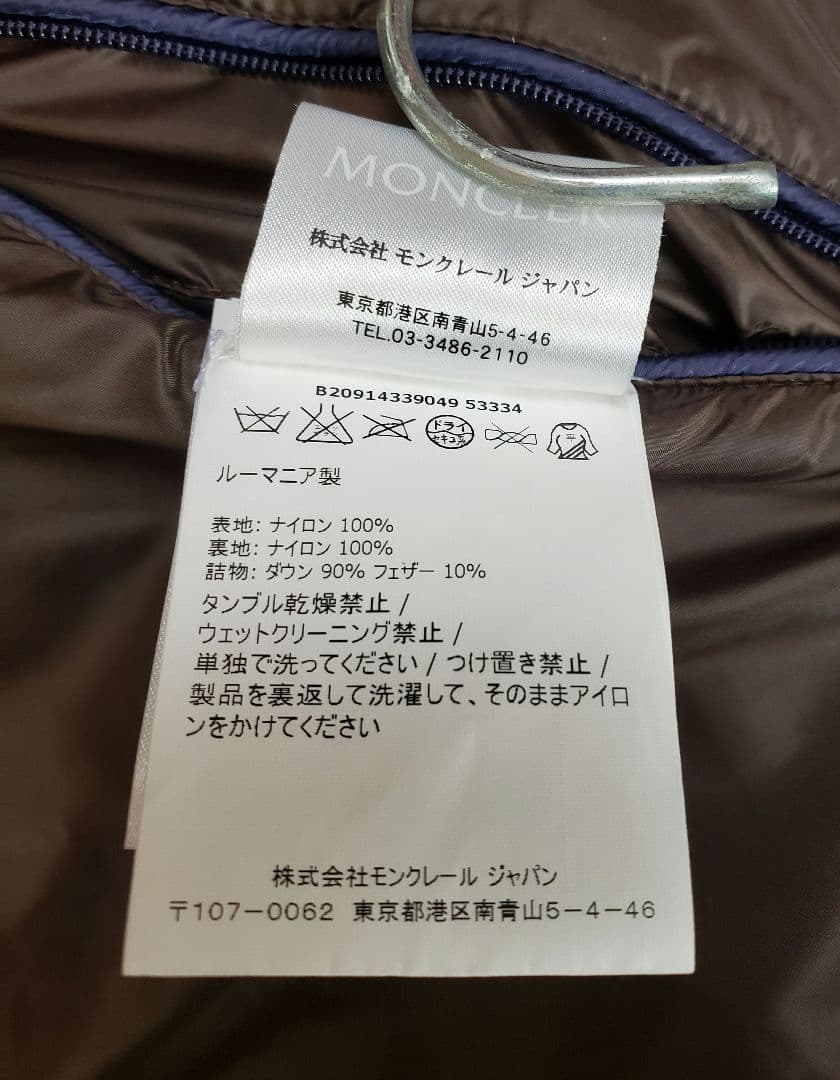 MONCLER
株式会社 モンクレール ジャパン
東京都港区南青山5-4-46
TEL.03-3486-2110
B20914339049 53334
ドライ
セキユ系
平
ルーマニア製
表地: ナイロン 100%
裏地: ナイロン 100%
詰物: ダウン 90% フェザー 10%
タンブル乾燥禁止 /
ウェットクリーニング禁止 /
単独で洗ってください / つけ置き禁止 /
製品を裏返して洗濯して、そのままアイロ
ンをかけてください
株式会社モンクレール ジャパン
〒107-0062 東京都港区南青山5-4-46